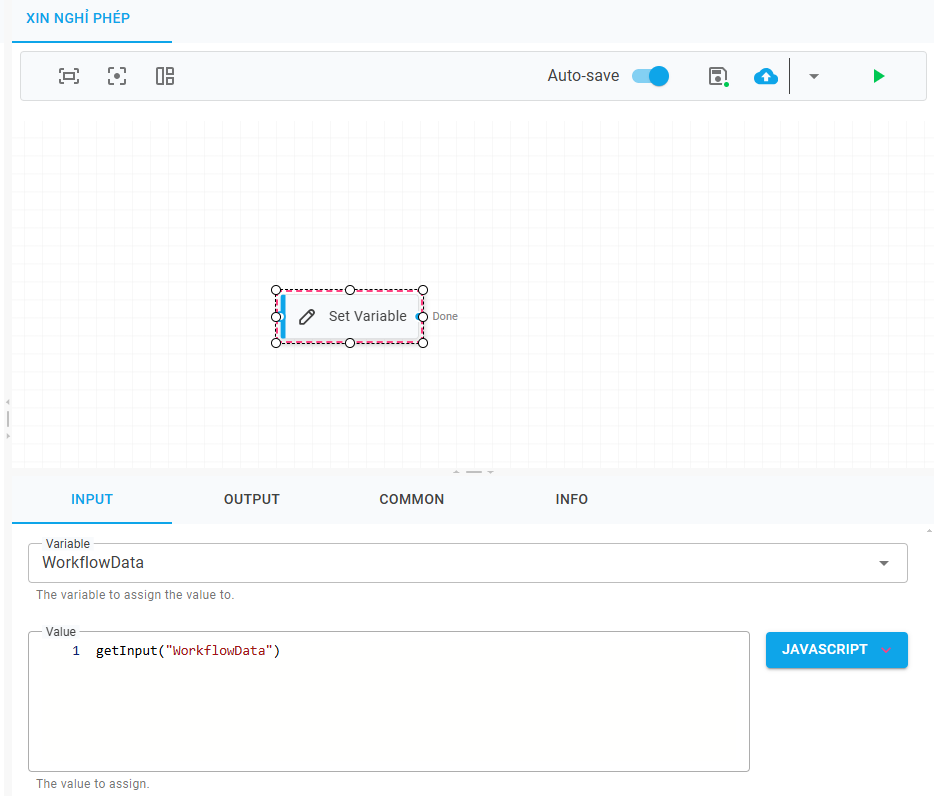 XIN NGHỈ PHÉP
Auto-save
Set Variable
Done
INPUT OUTPUT COMMON INFO
Variable
WorkflowData
The variable to assign the value to.
Value
1 getInput("WorkflowData")
JAVASCRIPT
The value to assign.